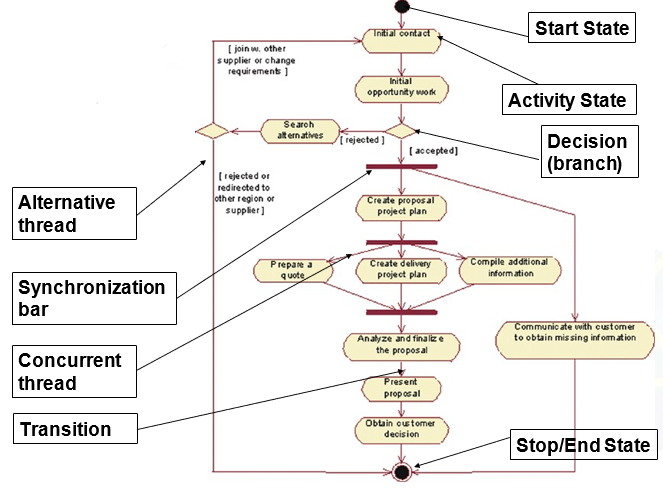 Start State
Initial contact
[ join w. other
supplier or change
requirements ]
Initial
opportunity work
Activity State
Search
alternatives
[ rejected ]
Decision
(branch)
[ accepted]
[ rejected or
redirected to
other region or
supplier ]
Alternative
thread
Create proposal
project plan
Prepare a
quote
Create delivery
project plan
Compile additional
information
Synchronization
bar
Analyze and finalize
the proposal
Communicate with customer
to obtain missing information
Concurrent
thread
Present
proposal
Transition
Obtain customer
decision
Stop/End State